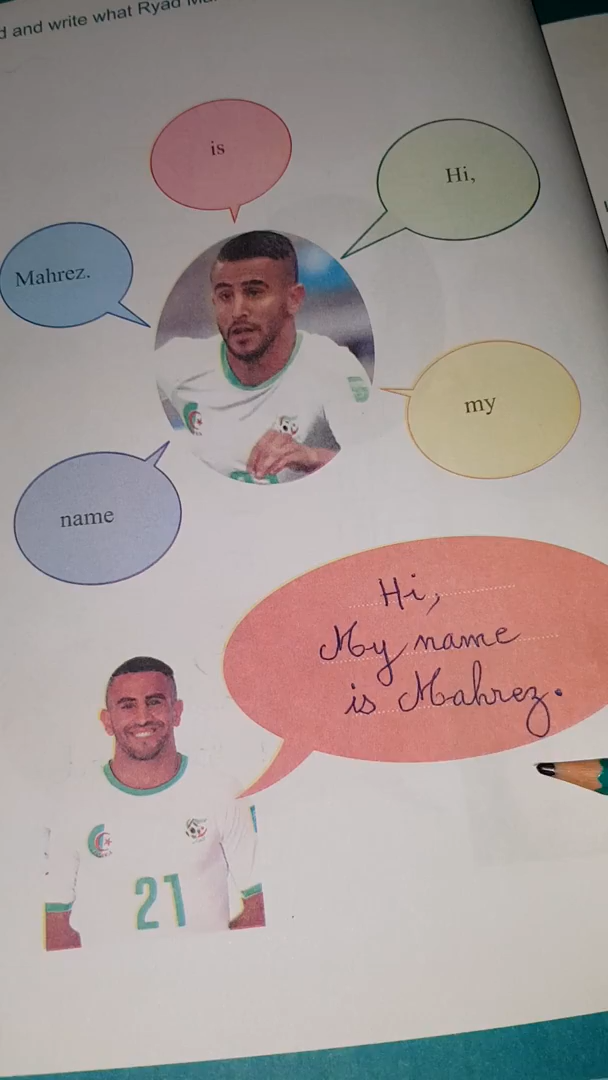 d and write what Ryad
is
Hi,
Mahrez.
my
name
Hi,
My name
is Mahrez.
21